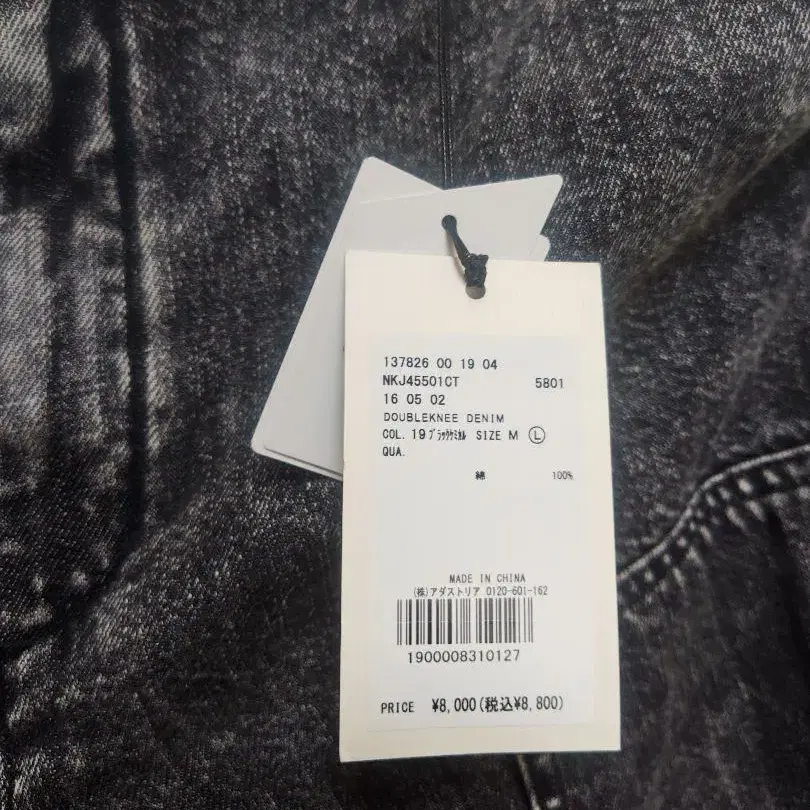 137826 00 19 04
NKJ45501CT 5801
16 05 02
DOUBLEKNEE DENIM
COL. 19 ﾌﾞﾗｯｸｹﾐｶﾙ SIZE M Ⓛ
QUA.
綿 100%
MADE IN CHINA
(株)アダストリア 0120-601-162
1900008310127
PRICE ¥8,000(税込¥8,800)